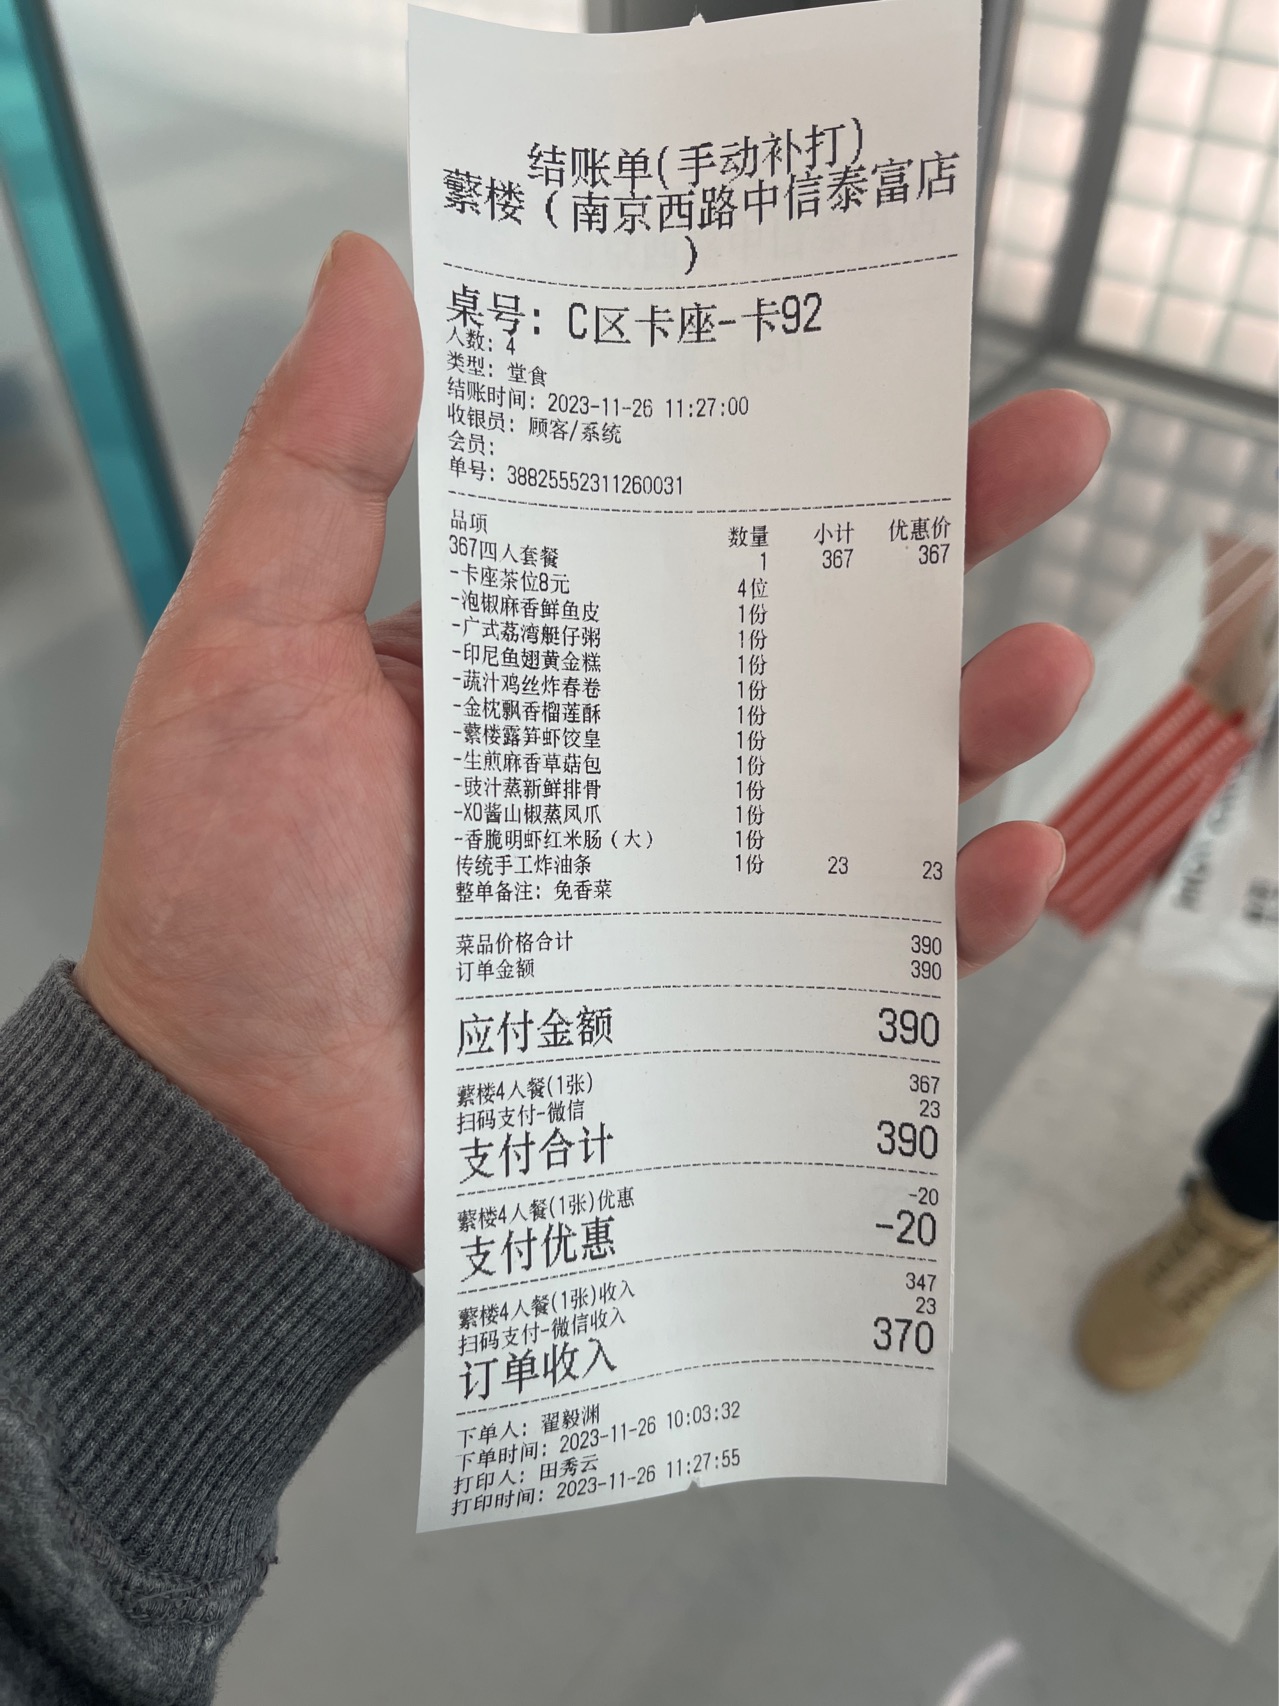 结账单(手动补打)
蘩楼（南京西路中信泰富店
）
桌号: C区卡座-卡92
人数: 4
类型: 堂食
结账时间: 2023-11-26 11:27:00
收银员: 顾客/系统
会员:
单号: 38825552311260031
品项 数量 小计 优惠价
367四人套餐 1 367 367
-卡座茶位8元 4位
-泡椒麻香鲜鱼皮 1份
-广式荔湾艇仔粥 1份
-印尼鱼翅黄金糕 1份
-蔬汁鸡丝炸春卷 1份
-金枕飘香榴莲酥 1份
-蘩楼露笋虾饺皇 1份
-生煎麻香草菇包 1份
-豉汁蒸新鲜排骨 1份
-XO酱山椒蒸凤爪 1份
-香脆明虾红米肠（大） 1份
传统手工炸油条 1份 23 23
整单备注: 免香菜
菜品价格合计 390
订单金额 390
应付金额 390
蘩楼4人餐(1张) 367
扫码支付-微信 23
支付合计 390
蘩楼4人餐(1张)优惠 -20
支付优惠 -20
蘩楼4人餐(1张)收入 347
扫码支付-微信收入 23
订单收入 370
下单人: 翟毅渊
下单时间: 2023-11-26 10:03:32
打印人: 田秀云
打印时间: 2023-11-26 11:27:55